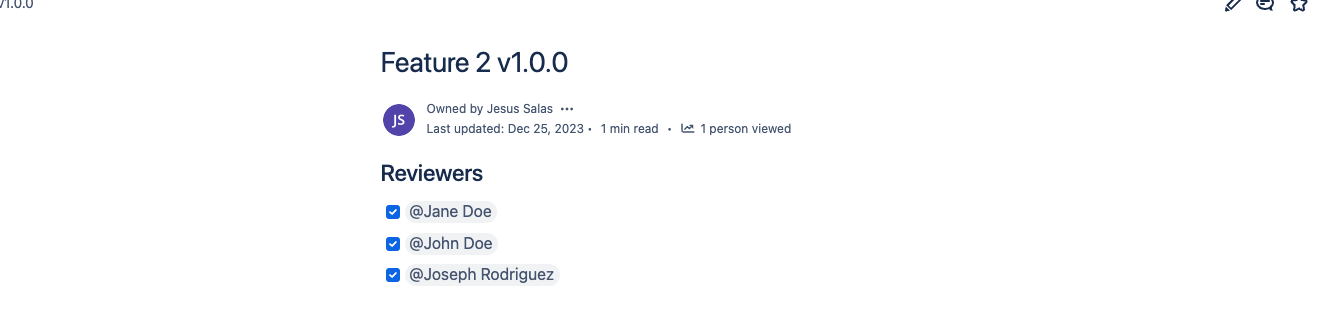 v1.0.0
Feature 2 v1.0.0
JS
Owned by Jesus Salas •••
Last updated: Dec 25, 2023 • 1 min read • 1 person viewed
Reviewers
@Jane Doe
@John Doe
@Joseph Rodriguez